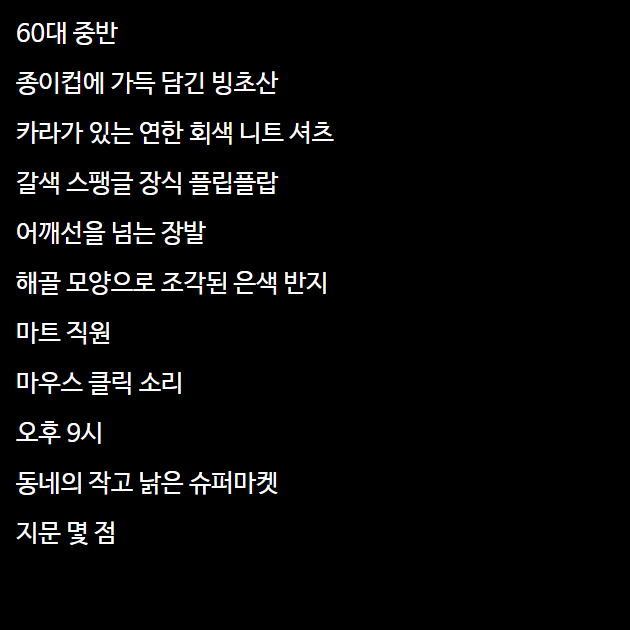 60대 중반
종이컵에 가득 담긴 빙초산
카라가 있는 연한 회색 니트 셔츠
갈색 스팽글 장식 플립플랍
어깨선을 넘는 장발
해골 모양으로 조각된 은색 반지
마트 직원
마우스 클릭 소리
오후 9시
동네의 작고 낡은 슈퍼마켓
지문 몇 점